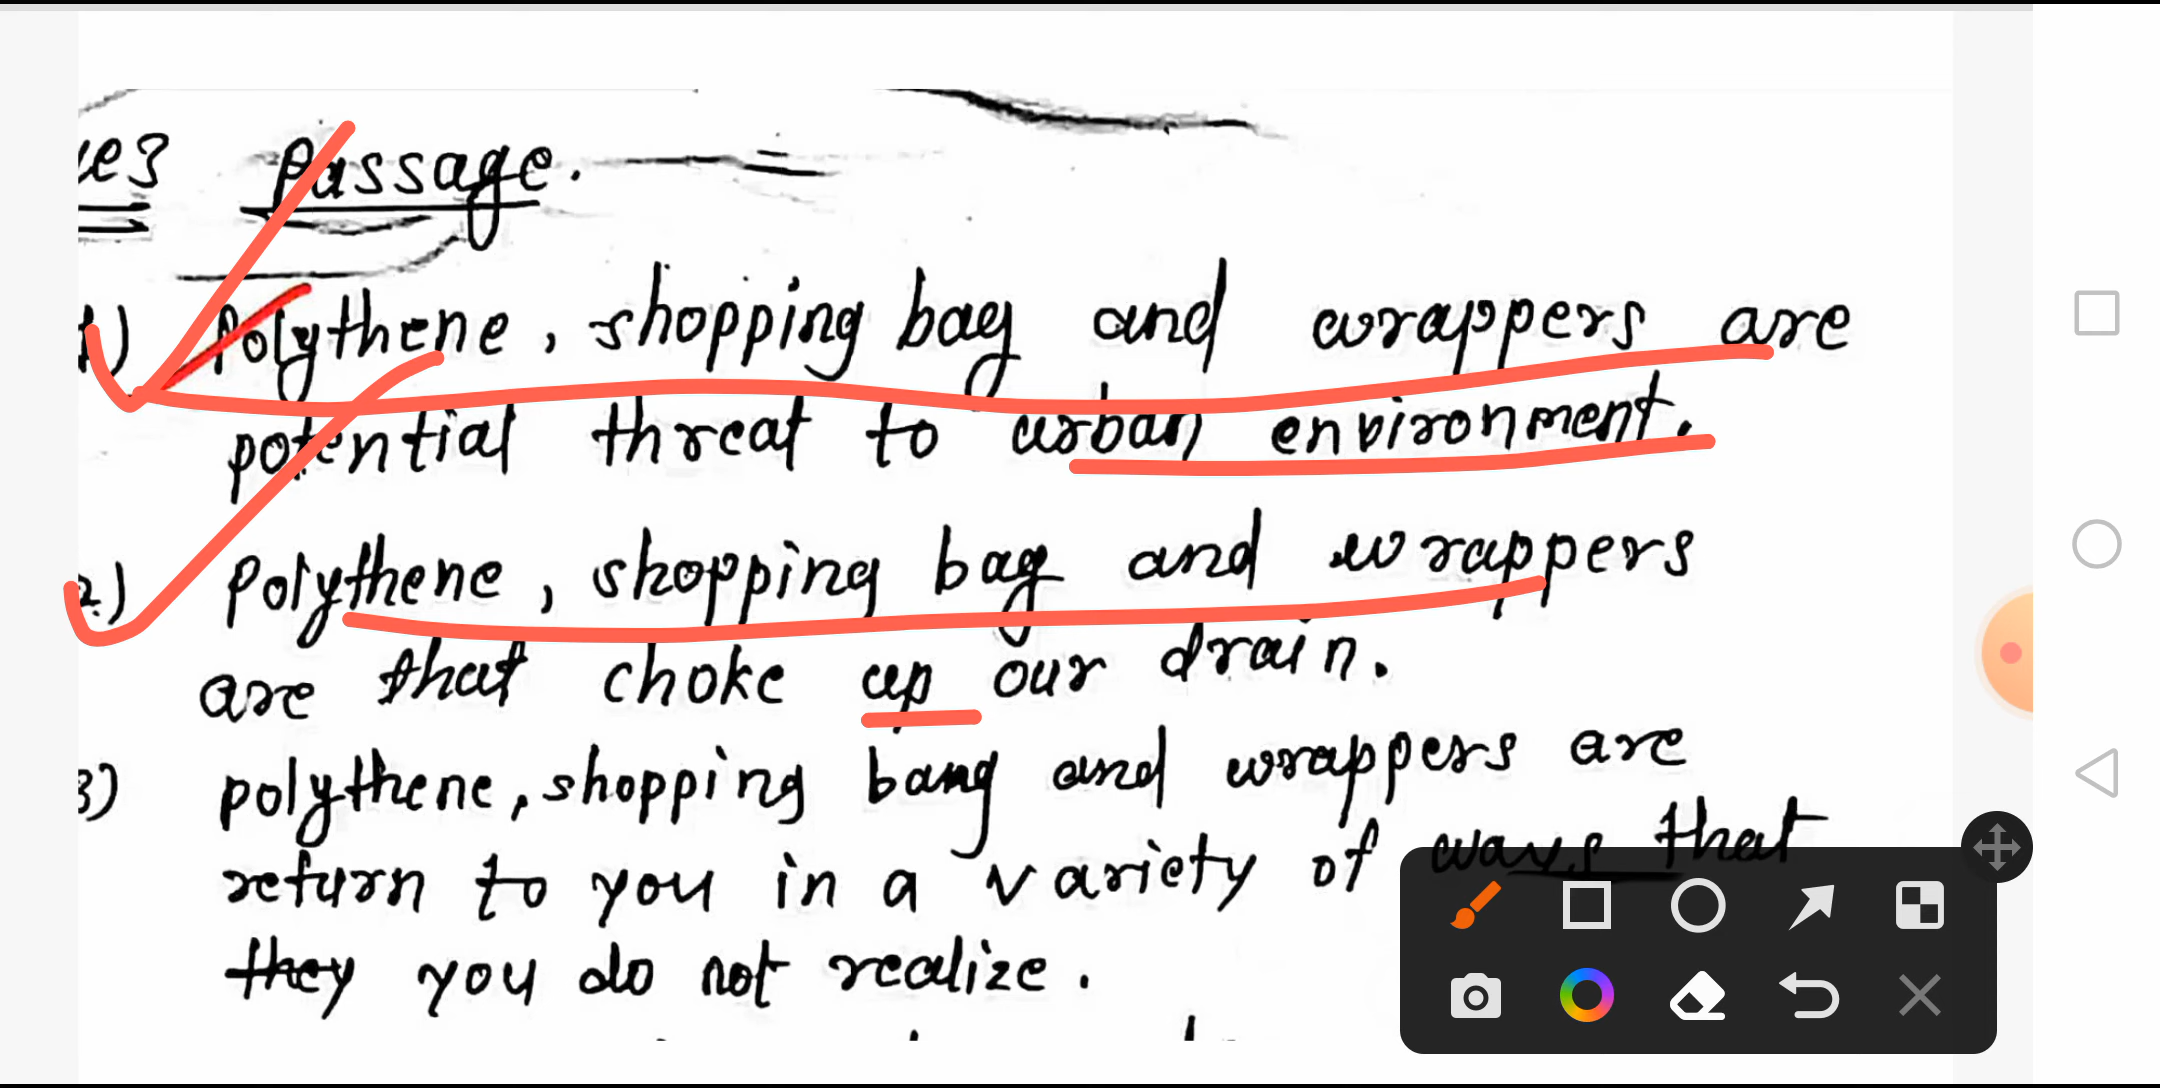 Passage.
1) Polythene, shopping bag and wrappers are
potential threat to urban environment.
2.) Polythene, shopping bag and wrappers
are that choke up our drain.
3) polythene, shopping bang and wrappers are
return to you in a variety of ways that
they you do not realize.